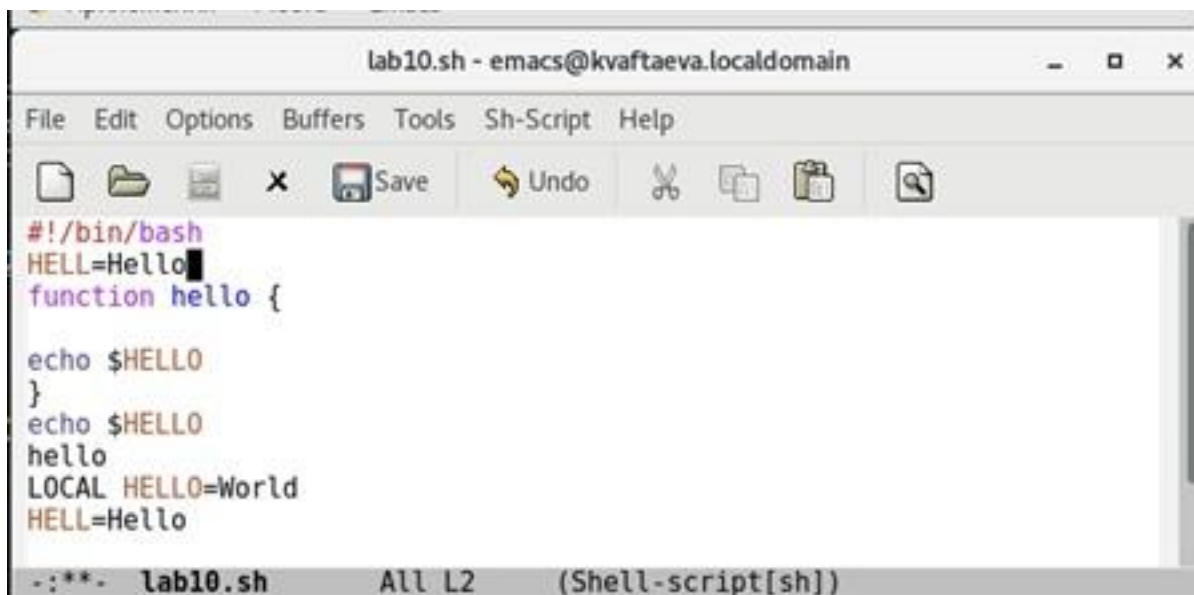 lab10.sh - emacs@kvaftaeva.localdomain
File Edit Options Buffers Tools Sh-Script Help
Save Undo
#!/bin/bash
HELL=Hello
function hello {
echo $HELLO
}
echo $HELLO
hello
LOCAL HELLO=World
HELL=Hello
-:**- lab10.sh All L2 (Shell-script[sh])